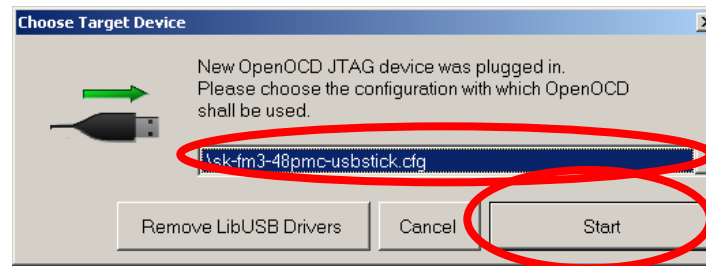 Choose Target Device
New OpenOCD JTAG device was plugged in.
Please choose the configuration with which OpenOCD
shall be used.
\sk-fm3-48pmc-usbstick.cfg
Remove LibUSB Drivers
Cancel
Start